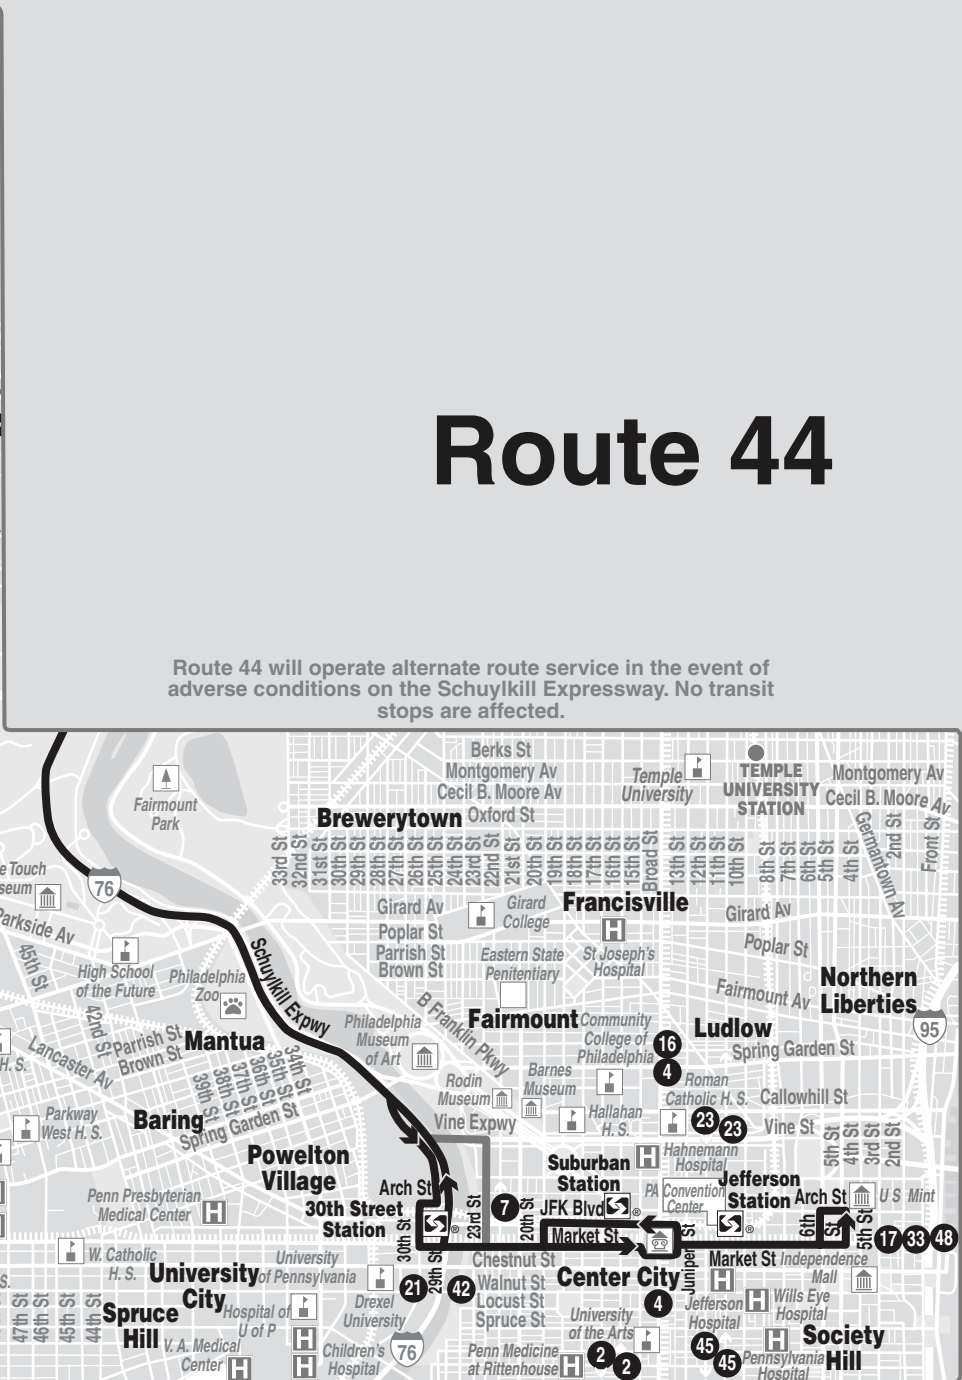 Route 44
Route 44 will operate alternate route service in the event of
adverse conditions on the Schuylkill Expressway. No transit
stops are affected.
Berks St
Montgomery Av
Cecil B. Moore Av
Oxford St
Temple
University
TEMPLE
UNIVERSITY
STATION
Montgomery Av
Cecil B. Moore Av
Fairmount
Park
Brewerytown
33rd St
32nd St
31st St
30th St
29th St
28th St
27th St
26th St
25th St
24th St
23rd St
22nd St
21st St
20th St
19th St
18th St
17th St
16th St
15th St
Broad St
13th St
12th St
11th St
10th St
8th St
7th St
6th St
5th St
4th St
Germantown Av
2nd St
Front St
e Touch
seum
76
Parkside Av
Girard Av
Girard
College
Francisville
Girard Av
Poplar St
Parrish St
Brown St
H
Poplar St
45th St
High School
of the Future
Philadelphia
Zoo
Schuylkill Expwy
Eastern State
Penitentiary
St Joseph's
Hospital
Fairmount Av
Northern
Liberties
95
42nd St
Parrish St
Brown St
Mantua
Philadelphia
Museum
of Art
B Franklin Pkwy
Fairmount
Community
College of
Philadelphia
16
4
Ludlow
Spring Garden St
H. S.
Lancaster Av
39th St
38th St
37th St
36th St
35th St
34th St
Spring Garden St
Rodin
Museum
Barnes
Museum
Roman
Catholic H. S.
Callowhill St
Parkway
West H. S.
Baring
Vine Expwy
Hallahan
H. S.
23
23
Vine St
5th St
4th St
3rd St
2nd St
Powelton
Village
Suburban
Station
H
Hahnemann
Hospital
Jefferson
Station
Penn Presbyterian
Medical Center
H
Arch St
30th Street
Station
30th St
29th St
23rd St
7
20th St
JFK Blvd
Market St
PA Convention
Center
Juniper St
Arch St
6th St
5th St
U S Mint
17
33
48
W. Catholic
H. S.
University
City
University
of Pennsylvania
Chestnut St
Walnut St
Locust St
Spruce St
Center City
Market St
Independence
Mall
21
42
4
S.
47th St
46th St
45th St
44th St
Spruce
Hill
Hospital of
U of P
Drexel
University
University
of the Arts
Jefferson
Hospital
H
H
Wills Eye
Hospital
V. A. Medical
Center
H
H
H
Children's
Hospital
76
Penn Medicine
at Rittenhouse
H
2
2
45
45
H
Pennsylvania
Hospital
Society
Hill